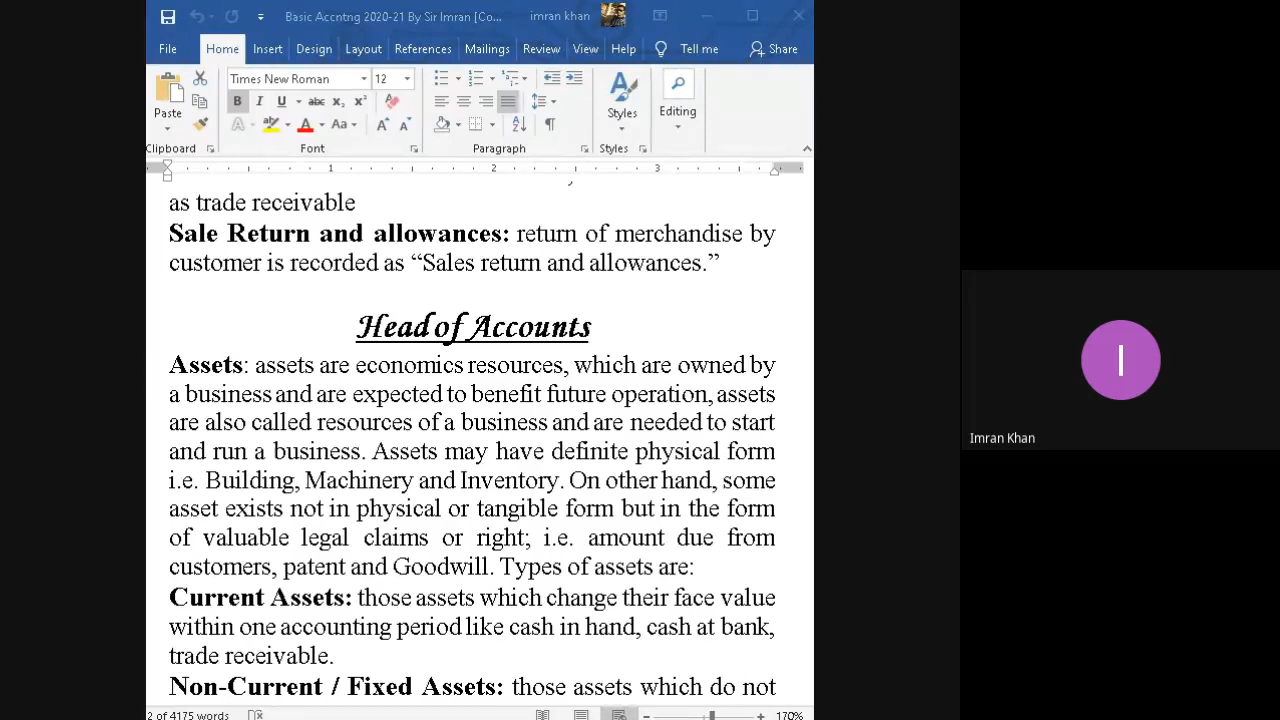 Basic Accntng 2020-21 By Sir Imran [Co... imran khan
File Home Insert Design Layout References Mailings Review View Help Tell me Share
Times New Roman 12
Paste Styles Editing
B I U abc x₂ x² A Aa A A
Clipboard Font Paragraph Styles
1 2 3
as trade receivable
Sale Return and allowances: return of merchandise by
customer is recorded as “Sales return and allowances.”
Head of Accounts
Assets: assets are economics resources, which are owned by
a business and are expected to benefit future operation, assets
are also called resources of a business and are needed to start
and run a business. Assets may have definite physical form
i.e. Building, Machinery and Inventory. On other hand, some
asset exists not in physical or tangible form but in the form
of valuable legal claims or right; i.e. amount due from
customers, patent and Goodwill. Types of assets are:
Current Assets: those assets which change their face value
within one accounting period like cash in hand, cash at bank,
trade receivable.
Non-Current / Fixed Assets: those assets which do not
2 of 4175 words 170%
I
Imran Khan